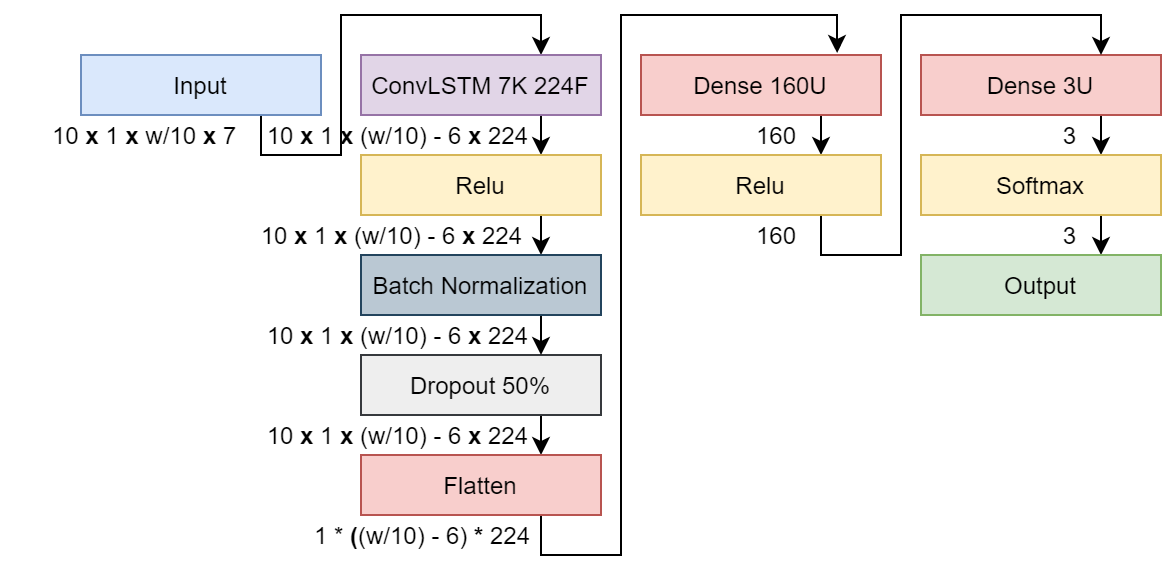 Input
10 x 1 x w/10 x 7
ConvLSTM 7K 224F
10 x 1 x (w/10) - 6 x 224
Relu
10 x 1 x (w/10) - 6 x 224
Batch Normalization
10 x 1 x (w/10) - 6 x 224
Dropout 50%
10 x 1 x (w/10) - 6 x 224
Flatten
1 * ((w/10) - 6) * 224
Dense 160U
160
Relu
160
Dense 3U
3
Softmax
3
Output